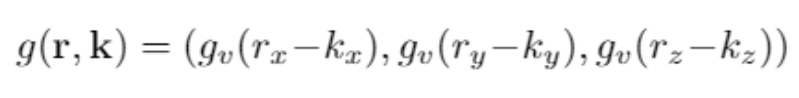 g(r, k) = (g_v(r_x−k_x), g_v(r_y−k_y), g_v(r_z−k_z))